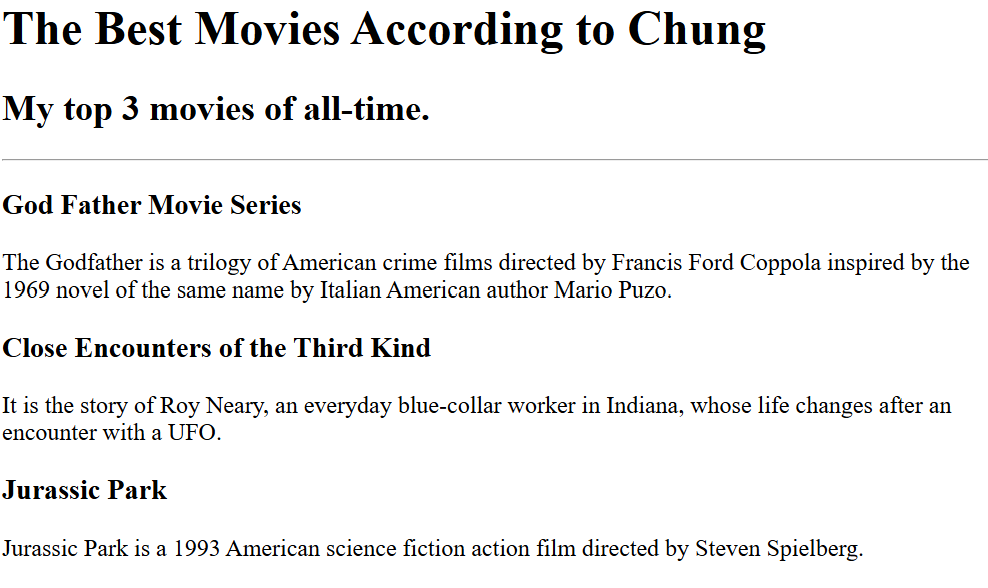 The Best Movies According to Chung
My top 3 movies of all-time.
God Father Movie Series
The Godfather is a trilogy of American crime films directed by Francis Ford Coppola inspired by the
1969 novel of the same name by Italian American author Mario Puzo.
Close Encounters of the Third Kind
It is the story of Roy Neary, an everyday blue-collar worker in Indiana, whose life changes after an
encounter with a UFO.
Jurassic Park
Jurassic Park is a 1993 American science fiction action film directed by Steven Spielberg.